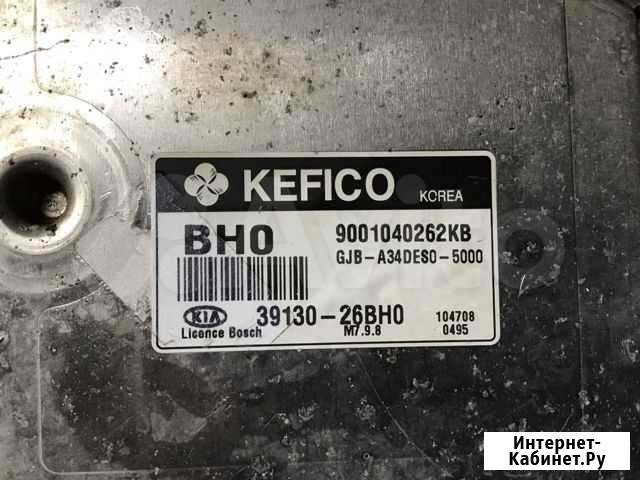 KEFICO KOREA
BH0 9001040262KB
GJB-A34DES0-5000
KIA 39130-26BH0 104708
Licence Bosch M7.9.8 0495
Avito
Интернет-
Кабинет.Ру